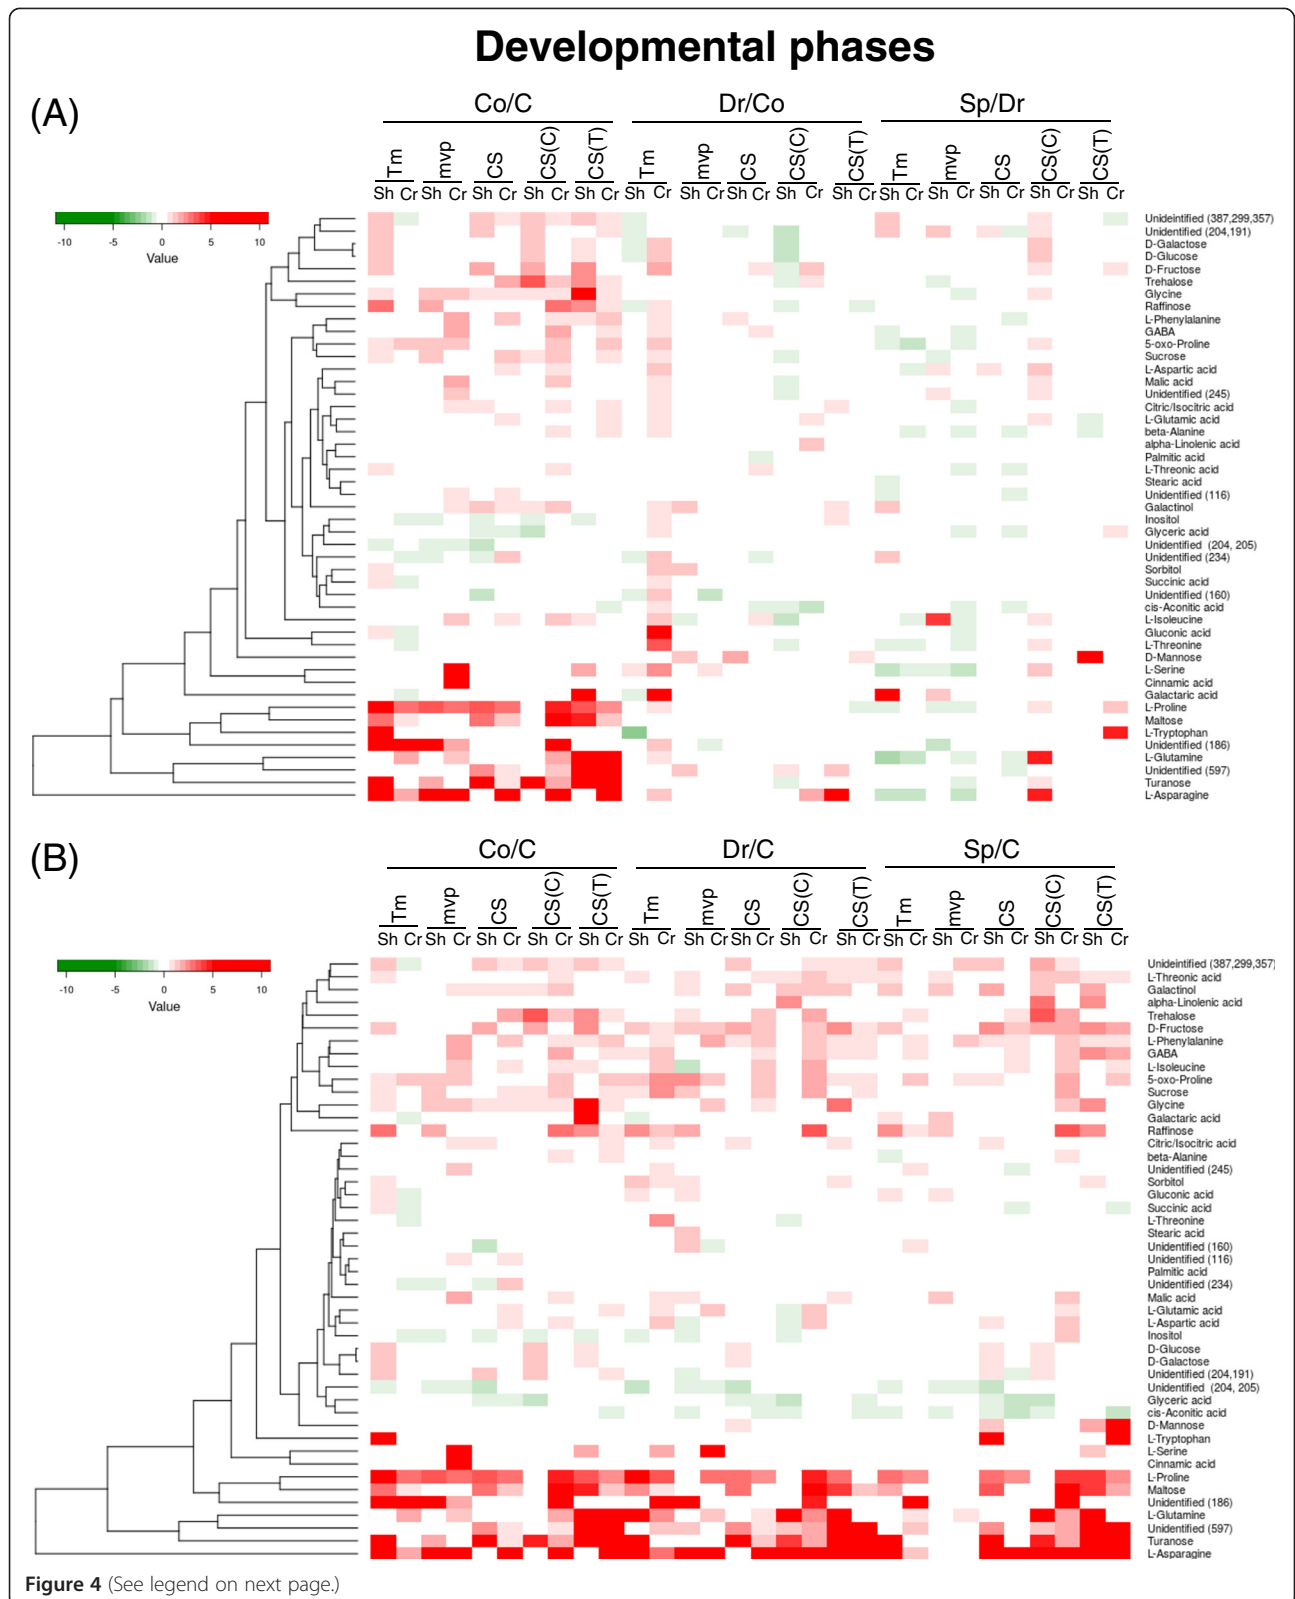 Developmental phases
(A)
Co/C Dr/Co Sp/Dr
Tm mvp CS CS(C) CS(T) Tm mvp CS CS(C) CS(T) Tm mvp CS CS(C) CS(T)
Sh Cr Sh Cr Sh Cr Sh Cr Sh Cr Sh Cr Sh Cr Sh Cr Sh Cr Sh Cr Sh Cr Sh Cr Sh Cr Sh Cr Sh Cr
-10 -5 0 5 10
Value
Unideintified (387,299,357)
Unidentified (204,191)
D-Galactose
D-Glucose
D-Fructose
Trehalose
Glycine
Raffinose
L-Phenylalanine
GABA
5-oxo-Proline
Sucrose
L-Aspartic acid
Malic acid
Unidentified (245)
Citric/Isocitric acid
L-Glutamic acid
beta-Alanine
alpha-Linolenic acid
Palmitic acid
L-Threonic acid
Stearic acid
Unidentified (116)
Galactinol
Inositol
Glyceric acid
Unidentified (204, 205)
Unidentified (234)
Sorbitol
Succinic acid
Unidentified (160)
cis-Aconitic acid
L-Isoleucine
Gluconic acid
L-Threonine
D-Mannose
L-Serine
Cinnamic acid
Galactaric acid
L-Proline
Maltose
L-Tryptophan
Unidentified (186)
L-Glutamine
Unidentified (597)
Turanose
L-Asparagine
(B)
Co/C Dr/C Sp/C
Tm mvp CS CS(C) CS(T) Tm mvp CS CS(C) CS(T) Tm mvp CS CS(C) CS(T)
Sh Cr Sh Cr Sh Cr Sh Cr Sh Cr Sh Cr Sh Cr Sh Cr Sh Cr Sh Cr Sh Cr Sh Cr Sh Cr Sh Cr Sh Cr
-10 -5 0 5 10
Value
Unideintified (387,299,357)
L-Threonic acid
Galactinol
alpha-Linolenic acid
Trehalose
D-Fructose
L-Phenylalanine
GABA
L-Isoleucine
5-oxo-Proline
Sucrose
Glycine
Galactaric acid
Raffinose
Citric/Isocitric acid
beta-Alanine
Unidentified (245)
Sorbitol
Gluconic acid
Succinic acid
L-Threonine
Stearic acid
Unidentified (160)
Unidentified (116)
Palmitic acid
Unidentified (234)
Malic acid
L-Glutamic acid
L-Aspartic acid
Inositol
D-Glucose
D-Galactose
Unidentified (204,191)
Unidentified (204, 205)
Glyceric acid
cis-Aconitic acid
D-Mannose
L-Tryptophan
L-Serine
Cinnamic acid
L-Proline
Maltose
Unidentified (186)
L-Glutamine
Unidentified (597)
Turanose
L-Asparagine
Figure 4 (See legend on next page.)